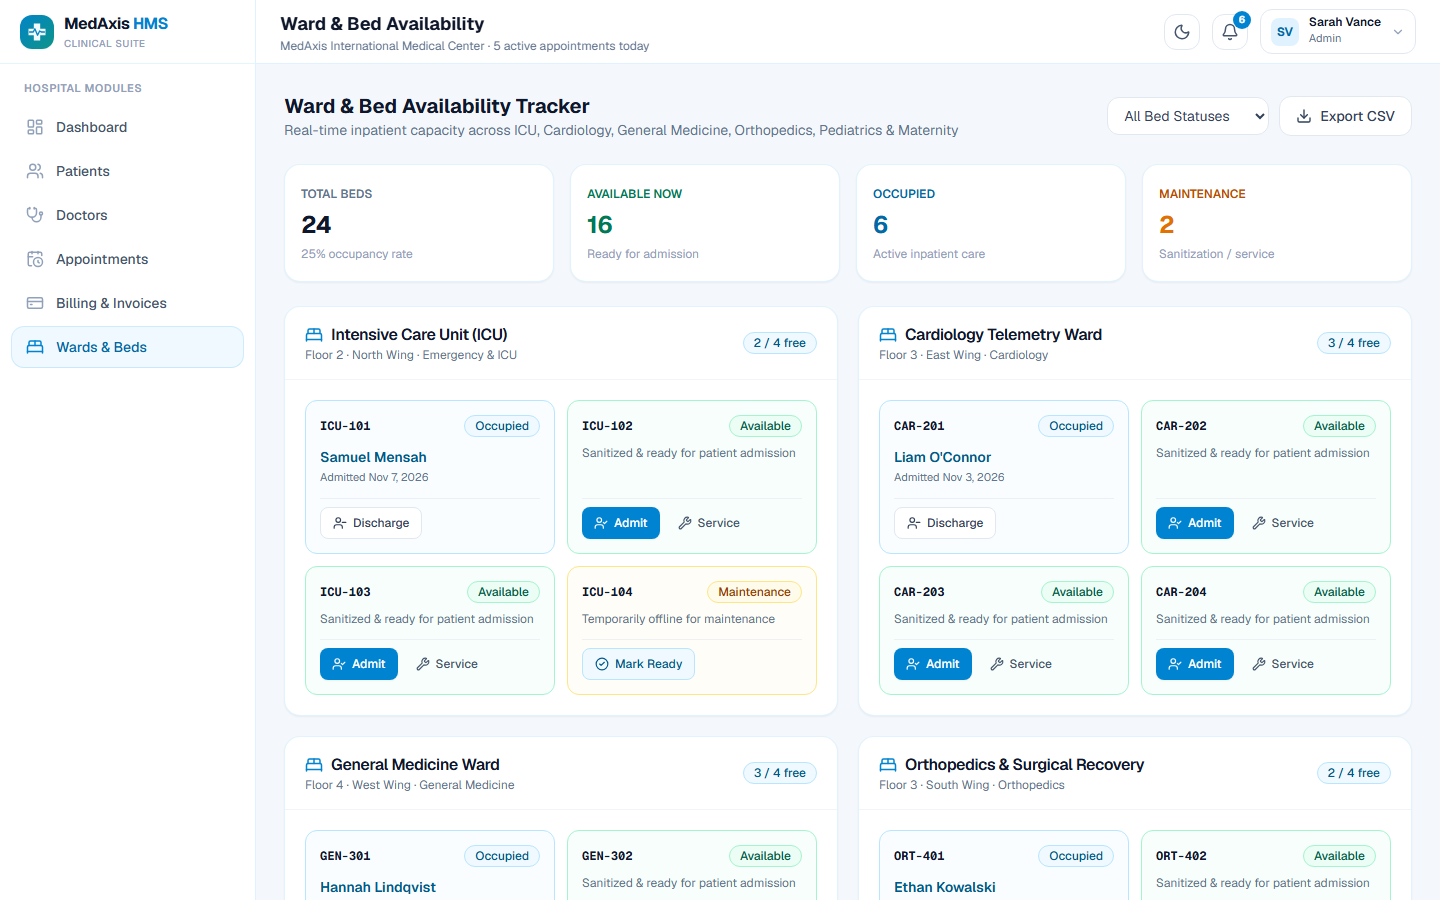 MedAxis HMS
CLINICAL SUITE
HOSPITAL MODULES
Dashboard
Patients
Doctors
Appointments
Billing & Invoices
Wards & Beds
Ward & Bed Availability
MedAxis International Medical Center · 5 active appointments today
6
SV
Sarah Vance
Admin
Ward & Bed Availability Tracker
Real-time inpatient capacity across ICU, Cardiology, General Medicine, Orthopedics, Pediatrics & Maternity
All Bed Statuses
Export CSV
TOTAL BEDS
24
25% occupancy rate
AVAILABLE NOW
16
Ready for admission
OCCUPIED
6
Active inpatient care
MAINTENANCE
2
Sanitization / service
Intensive Care Unit (ICU)
Floor 2 · North Wing · Emergency & ICU
2 / 4 free
ICU-101
Occupied
Samuel Mensah
Admitted Nov 7, 2026
Discharge
ICU-102
Available
Sanitized & ready for patient admission
Admit
Service
ICU-103
Available
Sanitized & ready for patient admission
Admit
Service
ICU-104
Maintenance
Temporarily offline for maintenance
Mark Ready
Cardiology Telemetry Ward
Floor 3 · East Wing · Cardiology
3 / 4 free
CAR-201
Occupied
Liam O'Connor
Admitted Nov 3, 2026
Discharge
CAR-202
Available
Sanitized & ready for patient admission
Admit
Service
CAR-203
Available
Sanitized & ready for patient admission
Admit
Service
CAR-204
Available
Sanitized & ready for patient admission
Admit
Service
General Medicine Ward
Floor 4 · West Wing · General Medicine
3 / 4 free
GEN-301
Occupied
Hannah Lindqvist
GEN-302
Available
Sanitized & ready for patient admission
Orthopedics & Surgical Recovery
Floor 3 · South Wing · Orthopedics
2 / 4 free
ORT-401
Occupied
Ethan Kowalski
ORT-402
Available
Sanitized & ready for patient admission